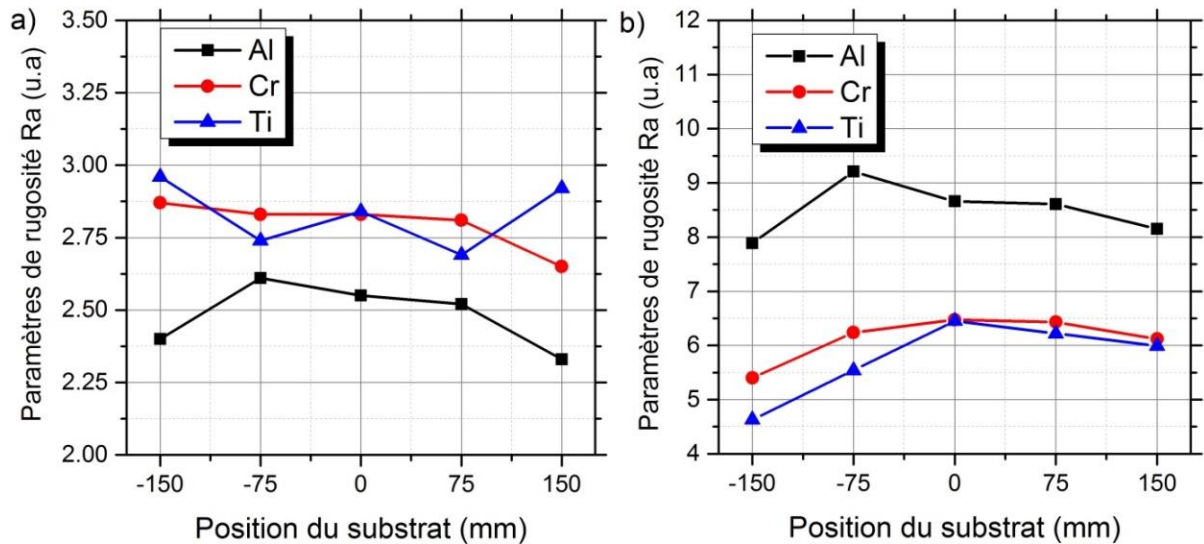 a)
Al
Cr
Ti
Paramètres de rugosité Ra (u.a)
3.50
3.25
3.00
2.75
2.50
2.25
2.00
-150 -75 0 75 150
Position du substrat (mm)
b)
Al
Cr
Ti
Paramètres de rugosité Ra (u.a)
12
11
10
9
8
7
6
5
4
-150 -75 0 75 150
Position du substrat (mm)